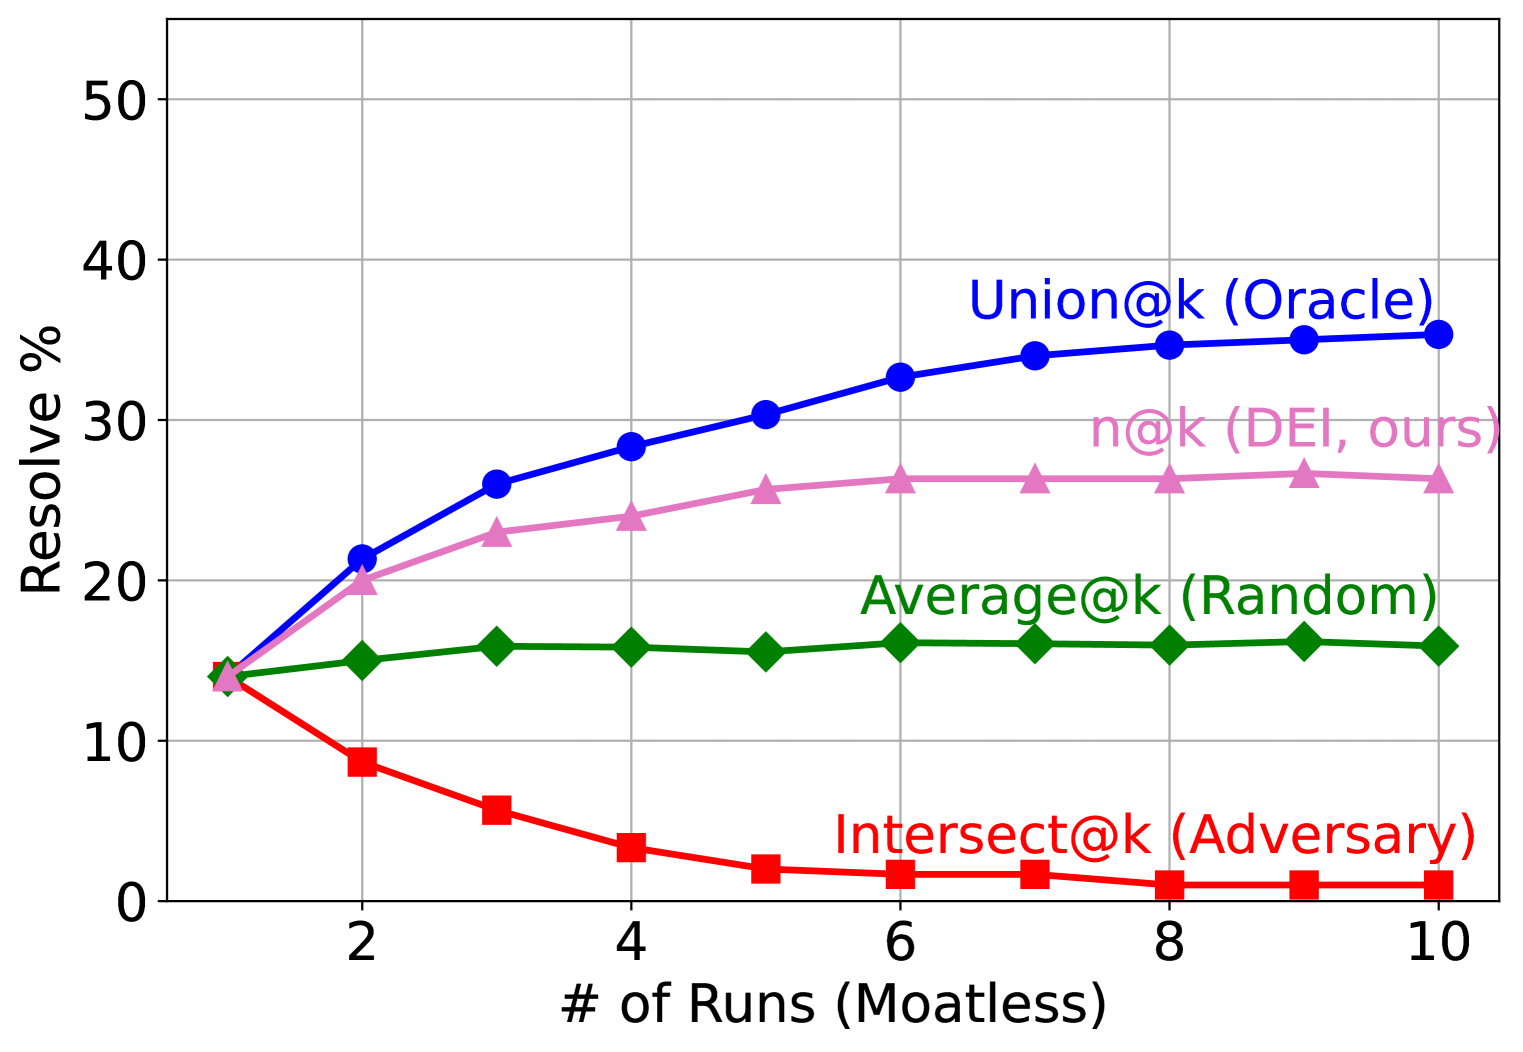 50
40
30
20
10
0
Resolve %
Union@k (Oracle)
n@k (DEI, ours)
Average@k (Random)
Intersect@k (Adversary)
2 4 6 8 10
# of Runs (Moatless)